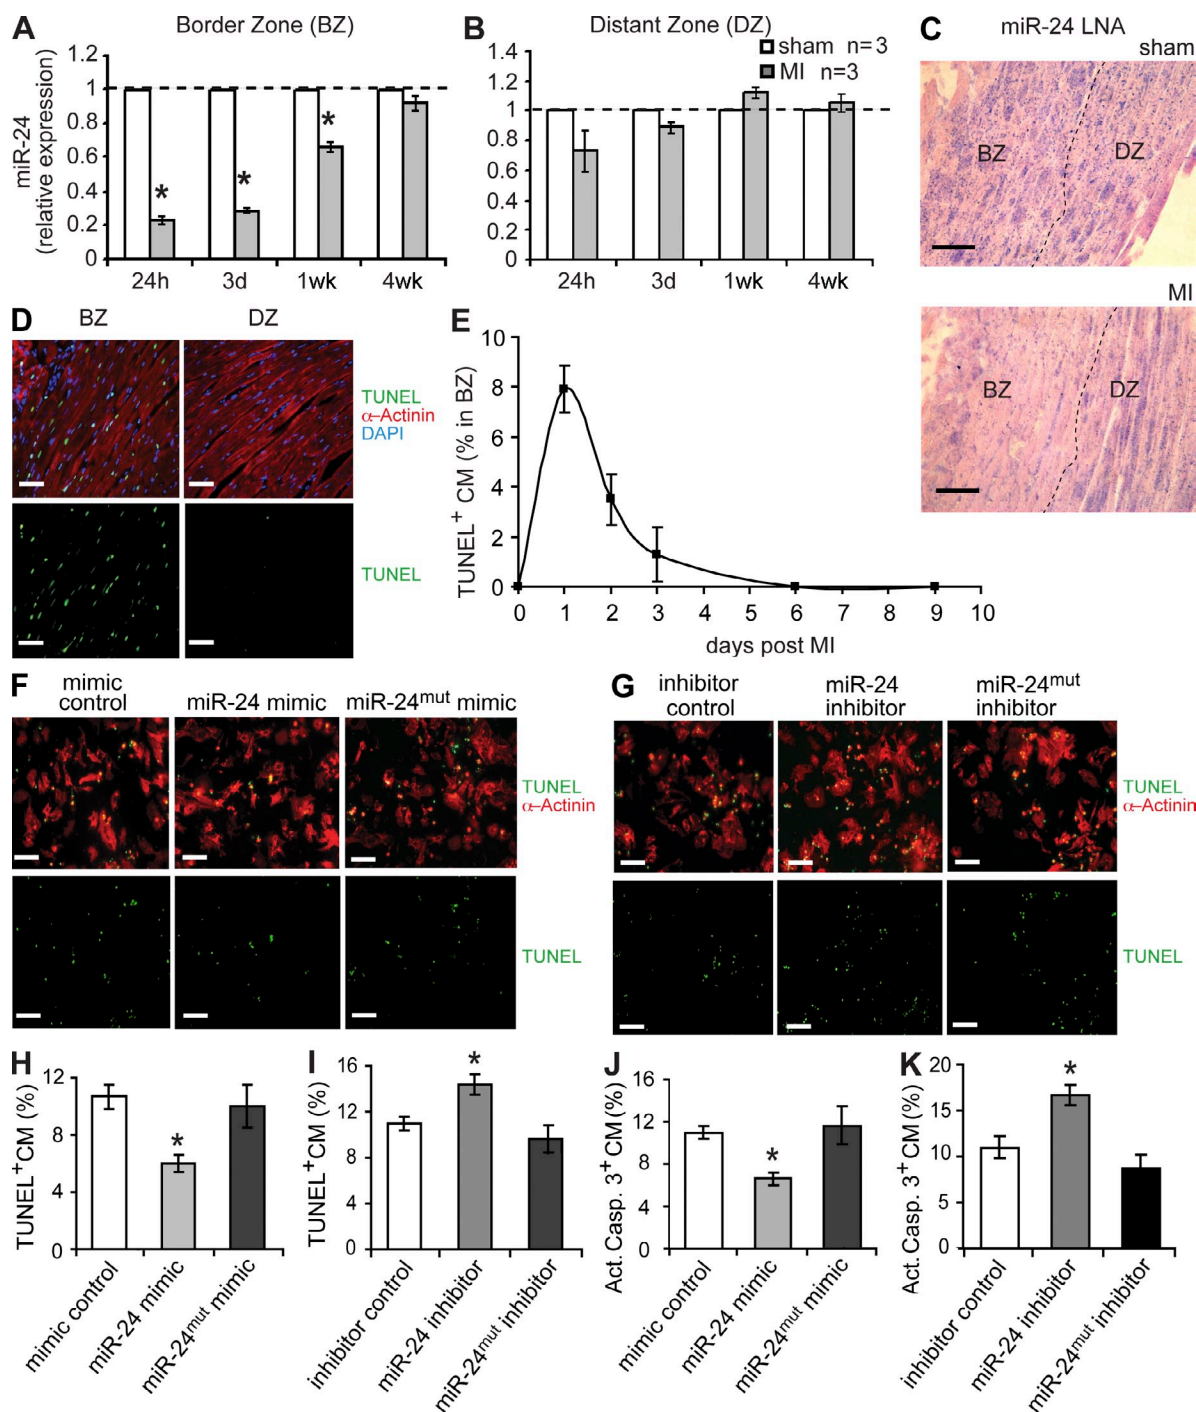 A Border Zone (BZ)
miR-24
(relative expression)
1.2
1
0.8
0.6
0.4
0.2
0
* * *
24h 3d 1wk 4wk
B Distant Zone (DZ)
sham n=3
MI n=3
1.4
1.2
1
0.8
0.6
0.4
0.2
0
24h 3d 1wk 4wk
C miR-24 LNA
sham
BZ DZ
MI
BZ DZ
D BZ DZ
TUNEL
α-Actinin
DAPI
TUNEL
E
TUNEL+ CM (% in BZ)
10
8
6
4
2
0
0 1 2 3 4 5 6 7 8 9 10
days post MI
F mimic control miR-24 mimic miR-24mut mimic
TUNEL
α-Actinin
TUNEL
G inhibitor control miR-24 inhibitor miR-24mut inhibitor
TUNEL
α-Actinin
TUNEL
H
TUNEL+CM (%)
12
8
4
0
*
mimic control
miR-24 mimic
miR-24mut mimic
I
TUNEL+CM (%)
16
12
8
4
0
*
inhibitor control
miR-24 inhibitor
miR-24mut inhibitor
J
Act.Casp. 3+ CM (%)
16
12
8
4
0
*
mimic control
miR-24 mimic
miR-24mut mimic
K
Act.Casp. 3+ CM (%)
20
15
10
5
0
*
inhibitor control
miR-24 inhibitor
miR-24mut inhibitor